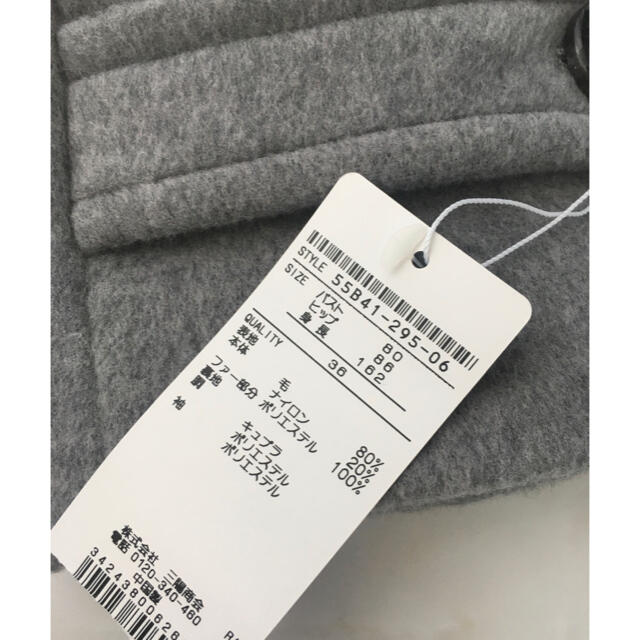 STYLE 55B41-295-06
SIZE バスト 80
ヒップ 86
身長 162
36
QUALITY
表地
本体 毛 80%
ナイロン 20%
ファー部分 ポリエステル 100%
裏地
胴 キュプラ
ポリエステル
袖 ポリエステル
株式会社 三陽商会
電話 0120-340-460
中国製
34243800628